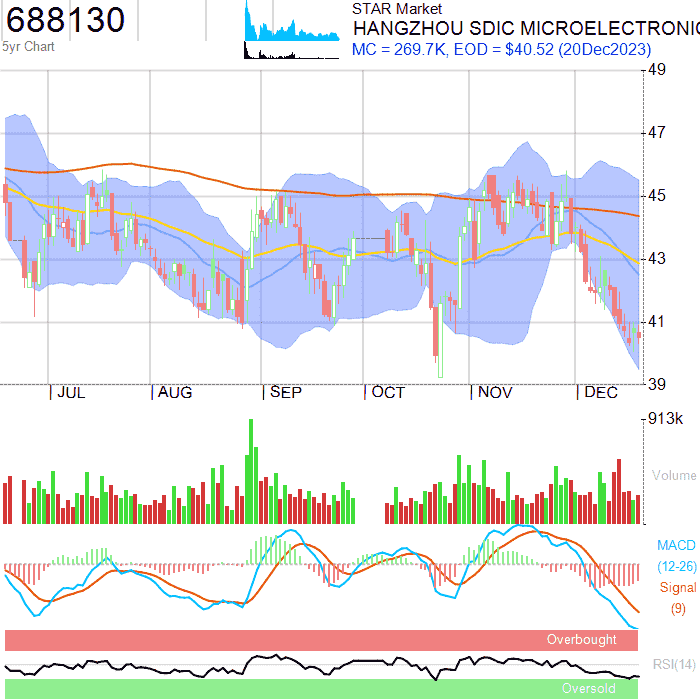 688130
5yr Chart
STAR Market
HANGZHOU SDIC MICROELECTRONIC
MC = 269.7K, EOD = $40.52 (20Dec2023)
49
47
45
43
41
39
JUL AUG SEP OCT NOV DEC
913k
Volume
MACD
(12-26)
Signal
(9)
Overbought
RSI(14)
Oversold